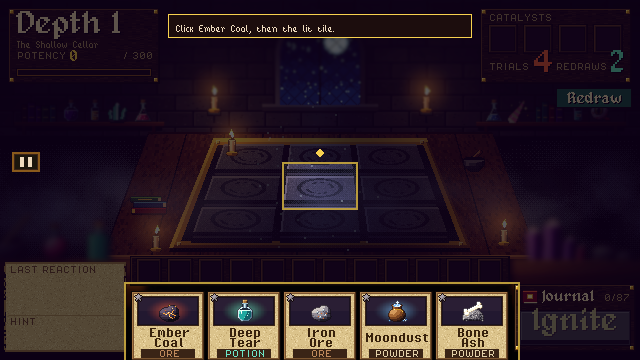 Depth 1
The Shallow Cellar
POTENCY 0 / 300
Click Ember Coal, then the lit tile.
CATALYSTS
TRIALS 4 REDRAWS 2
Redraw
LAST REACTION
HINT
Ember Coal
ORE
Deep Tear
POTION
Iron Ore
ORE
Moondust
POWDER
Bone Ash
POWDER
Journal 0/87
Ignite